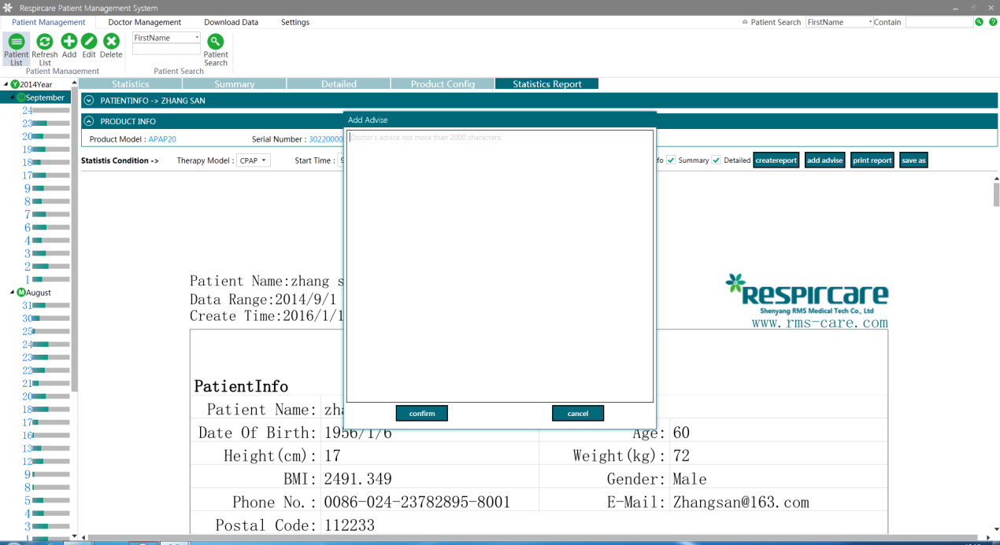 Respircare Patient Management System
Patient Management Doctor Management Download Data Settings Patient Search FirstName Contain
Patient List Refresh List Add Edit Delete FirstName Patient Search
Patient Management Patient Search
2014Year Statistics Summary Detailed Product Config Statistics Report
September
PATIENTINFO -> ZHANG SAN
24
23
20
19
18
17
9
8
7
6
4
3
2
1
August
31
30
25
24
23
22
21
20
18
17
16
13
12
9
8
5
4
3
1
PRODUCT INFO
Product Model : APAP20 Serial Number : 30220000
Statistis Condition -> Therapy Model : CPAP Start Time : fo Summary Detailed createreport add advise print report save as
Add Advise
Doctor's advice not more than 2000 characters.
confirm cancel
Patient Name:zhang s
Data Range:2014/9/1
Create Time:2016/1/1
RESPIRCARE
Shenyang RMS Medical Tech Co., Ltd
www.rms-care.com
PatientInfo
Patient Name: zha
Date Of Birth: 1956/1/6 Age: 60
Height(cm): 17 Weight(kg): 72
BMI: 2491.349 Gender: Male
Phone No.: 0086-024-23782895-8001 E-Mail: Zhangsan@163.com
Postal Code: 112233